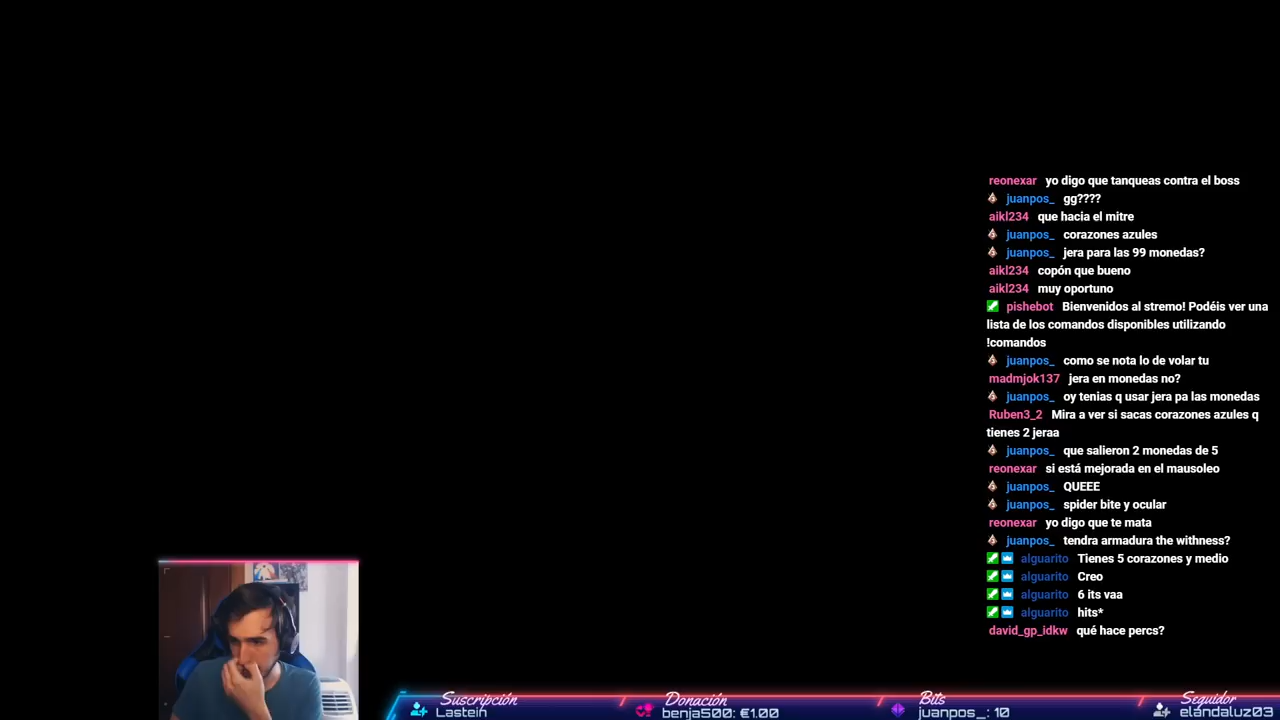 reonexar yo digo que tanqueas contra el boss
juanpos_ gg????
aikl234 que hacia el mitre
juanpos_ corazones azules
juanpos_ jera para las 99 monedas?
aikl234 copón que bueno
aikl234 muy oportuno
pishebot Bienvenidos al stremo! Podéis ver una
lista de los comandos disponibles utilizando
!comandos
juanpos_ como se nota lo de volar tu
madmjok137 jera en monedas no?
juanpos_ oy tenias q usar jera pa las monedas
Ruben3_2 Mira a ver si sacas corazones azules q
tienes 2 jeraa
juanpos_ que salieron 2 monedas de 5
reonexar si está mejorada en el mausoleo
juanpos_ QUEEE
juanpos_ spider bite y ocular
reonexar yo digo que te mata
juanpos_ tendra armadura the withness?
alguarito Tienes 5 corazones y medio
alguarito Creo
alguarito 6 its vaa
alguarito hits*
david_gp_idkw qué hace percs?
Suscripción Donación Bits Seguidor
Lastein benja500: €1.00 juanpos_: 10 elandaluz03